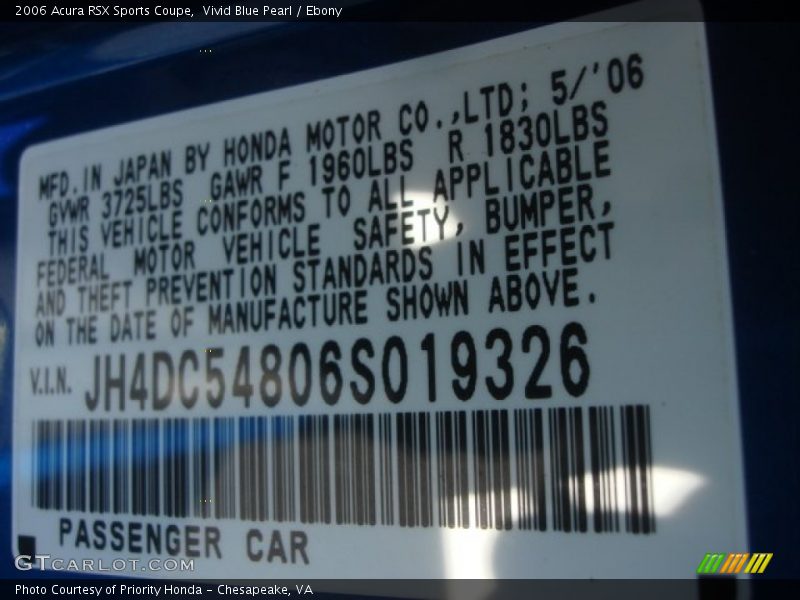 2006 Acura RSX Sports Coupe,  Vivid Blue Pearl / Ebony
MFD. IN JAPAN BY HONDA MOTOR CO.,LTD; 5/'06
GVWR 3725LBS GAWR F 1960LBS R 1830LBS
THIS VEHICLE CONFORMS TO ALL APPLICABLE
FEDERAL MOTOR VEHICLE SAFETY, BUMPER,
AND THEFT PREVENTION STANDARDS IN EFFECT
ON THE DATE OF MANUFACTURE SHOWN ABOVE.
V.I.N. JH4DC54806S019326
PASSENGER CAR
GTCARLOT.COM
Photo Courtesy of Priority Honda - Chesapeake, VA